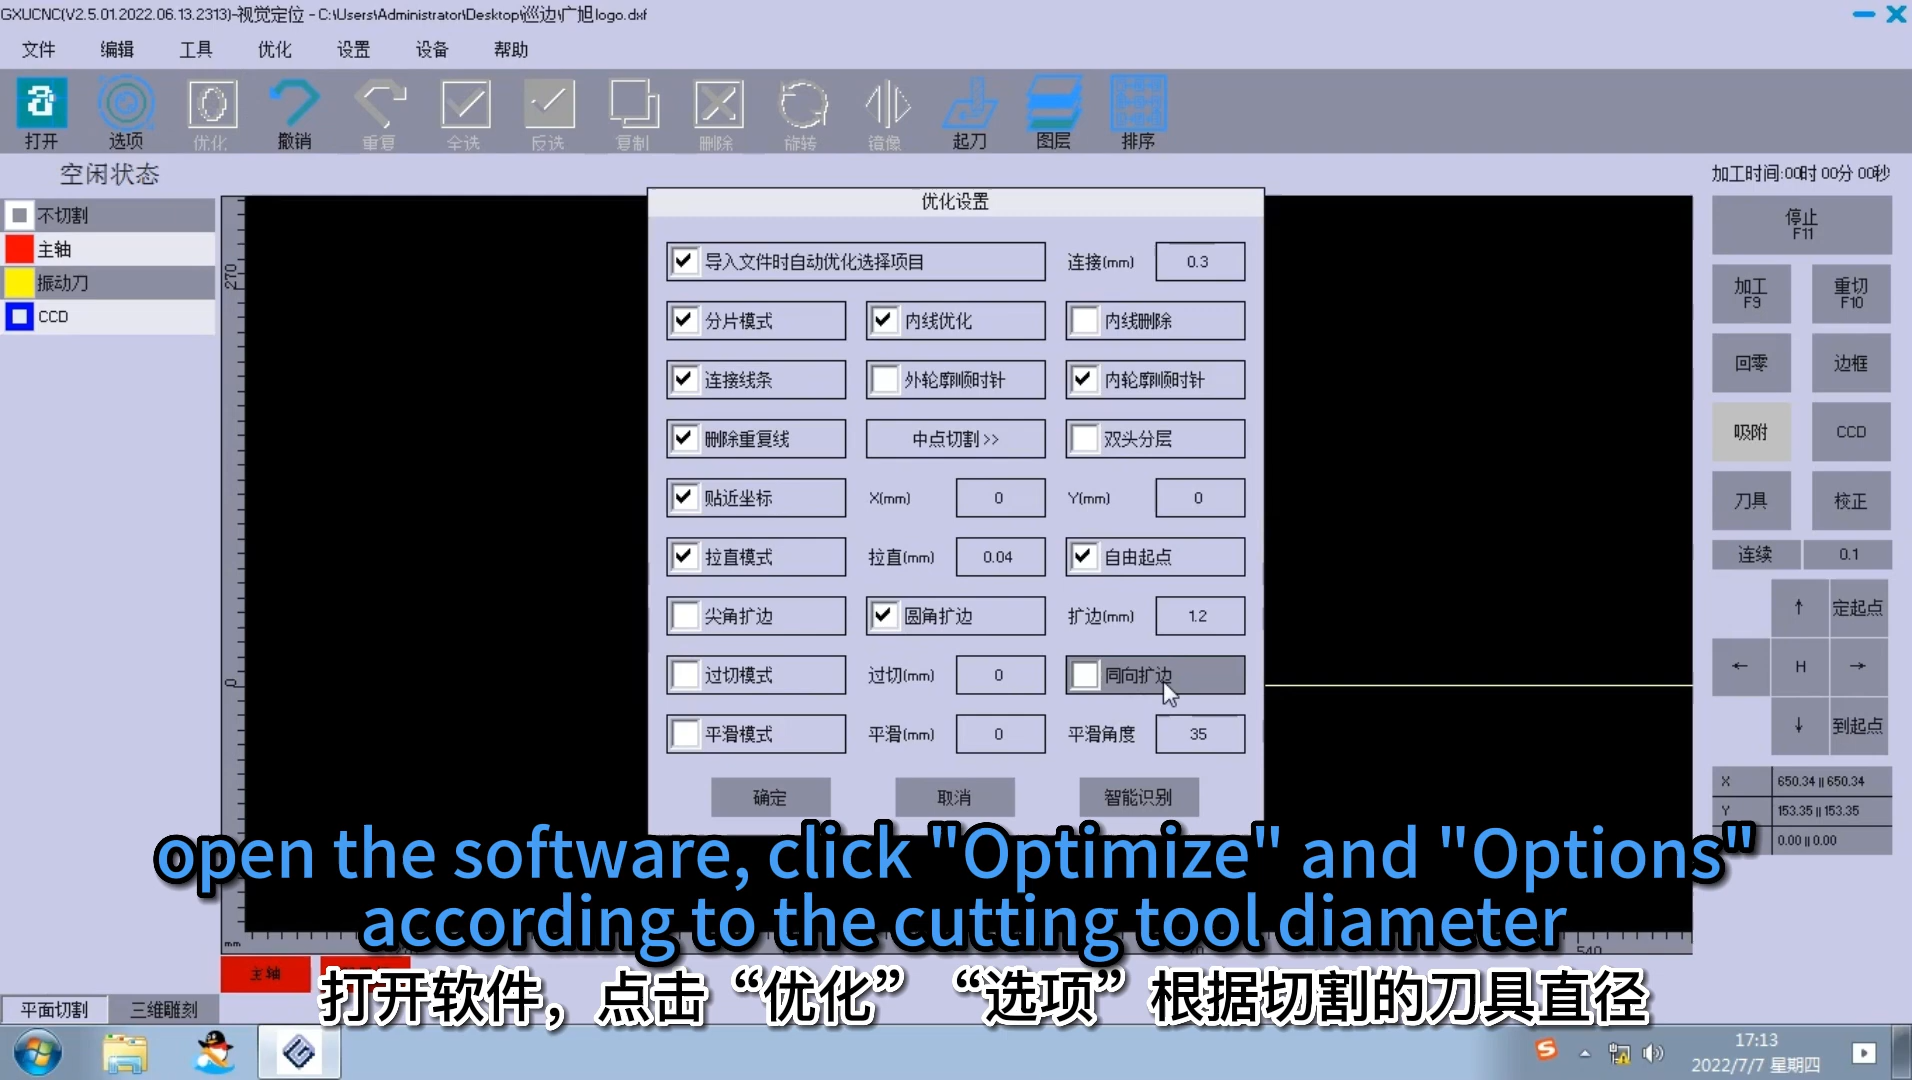 GXUCNC(V2.5.01.2022.06.13.2313)-视觉定位 - C:\Users\Administrator\Desktop\巡边\广旭logo.dxf
文件 编辑 工具 优化 设置 设备 帮助
打开 选项 优化 撤销 重复 全选 反选 复制 删除 旋转 镜像 起刀 图层 排序
空闲状态
加工时间:00时 00分 00秒
不切割
主轴
振动刀
CCD
270
0
mm
540
优化设置
导入文件时自动优化选择项目 连接(mm) 0.3
分片模式 内线优化 内线删除
连接线条 外轮廓顺时针 内轮廓顺时针
删除重复线 中点切割>> 双头分层
贴近坐标 X(mm) 0 Y(mm) 0
拉直模式 拉直(mm) 0.04 自由起点
尖角扩边 圆角扩边 扩边(mm) 1.2
过切模式 过切(mm) 0 同向扩边
平滑模式 平滑(mm) 0 平滑角度 35
确定 取消 智能识别
停止
F11
加工
F9
重切
F10
回零 边框
吸附 CCD
刀具 校正
连续 0.1
↑ 定起点
← H →
↓ 到起点
X 650.34 || 650.34
Y 153.35 || 153.35
0.00 || 0.00
open the software, click "Optimize" and "Options"
according to the cutting tool diameter
主轴
打开软件，点击“优化”“选项”根据切割的刀具直径
平面切割 三维雕刻
17:13
2022/7/7 星期四